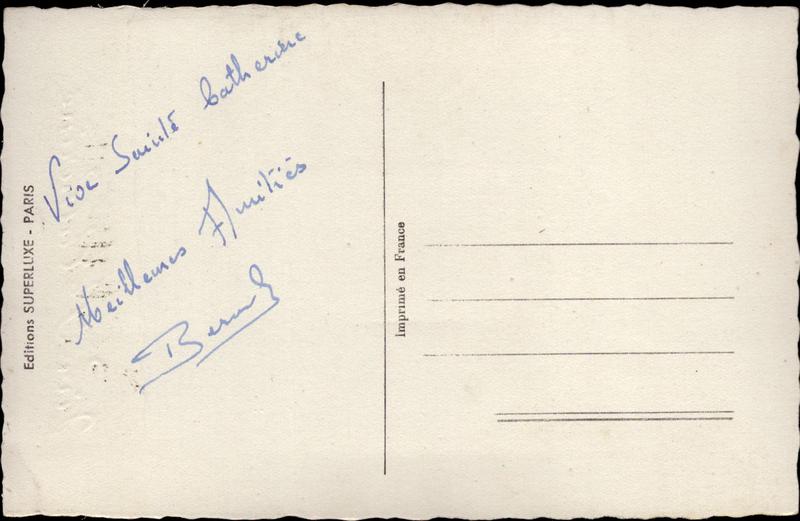 Vive Sainte Catherine
Meilleures Amitiés
Editions SUPERLUXE - PARIS
Imprimé en France